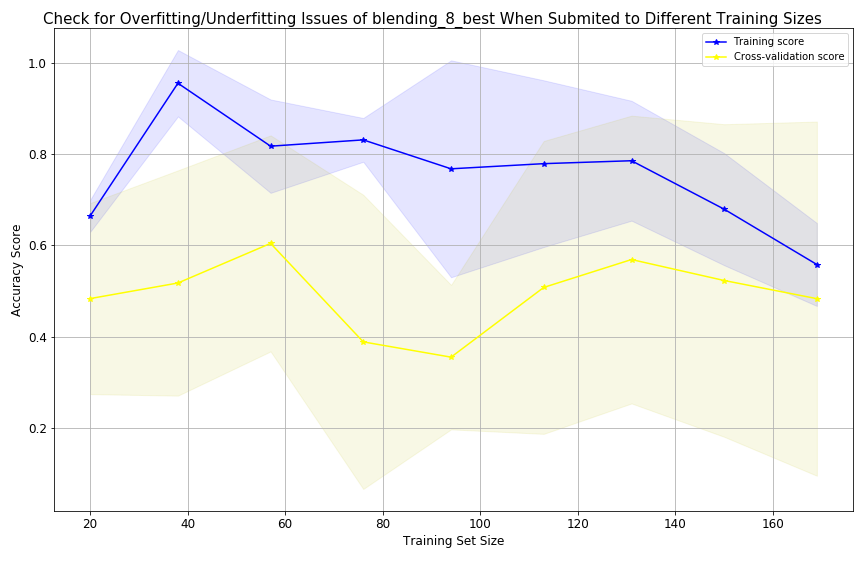 Check for Overfitting/Underfitting Issues of blending_8_best When Submited to Different Training Sizes
Training score
Cross-validation score
1.0
0.8
0.6
0.4
0.2
Accuracy Score
20 40 60 80 100 120 140 160
Training Set Size